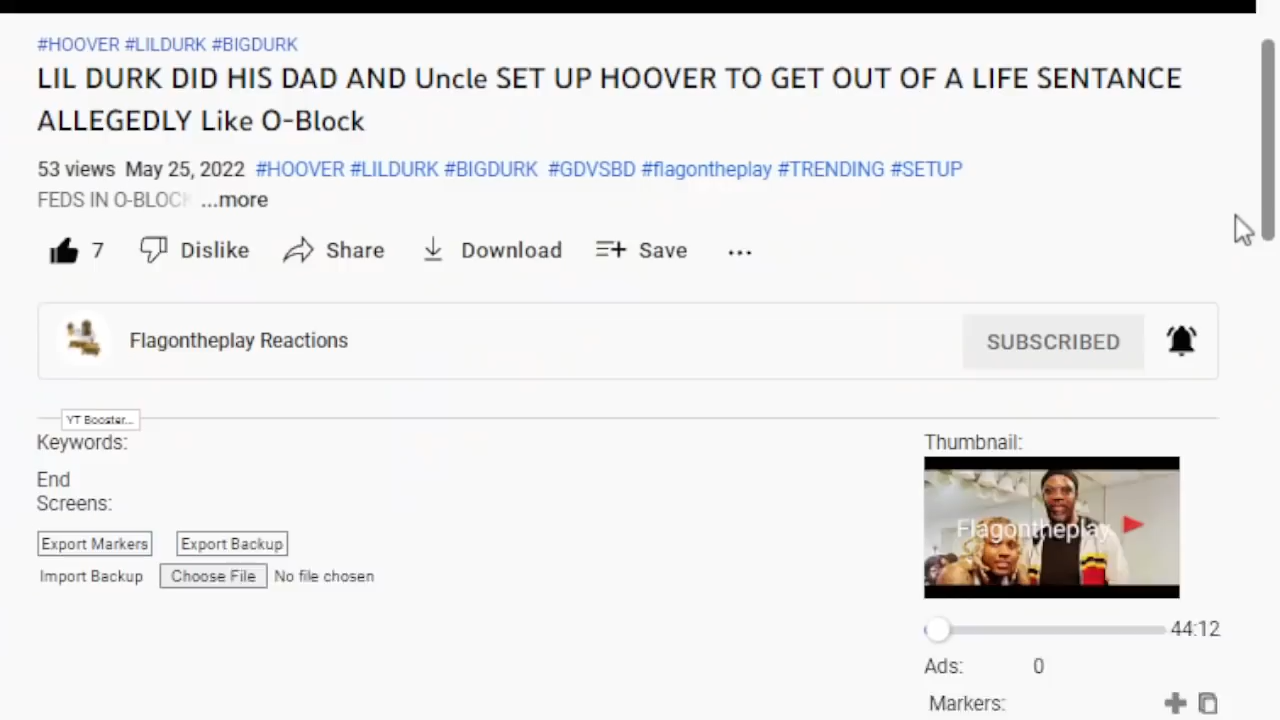 #HOOVER #LILDURK #BIGDURK
LIL DURK DID HIS DAD AND Uncle SET UP HOOVER TO GET OUT OF A LIFE SENTANCE
ALLEGEDLY Like O-Block
53 views May 25, 2022 #HOOVER #LILDURK #BIGDURK #GDVSBD #flagontheplay #TRENDING #SETUP
FEDS IN O-BLOCK ...more
7 Dislike Share Download Save ...
Flagontheplay Reactions SUBSCRIBED
YT Booster...
Keywords: Thumbnail:
End
Screens:
Flagontheplay
Export Markers Export Backup
Import Backup Choose File No file chosen
44:12
Ads: 0
Markers: